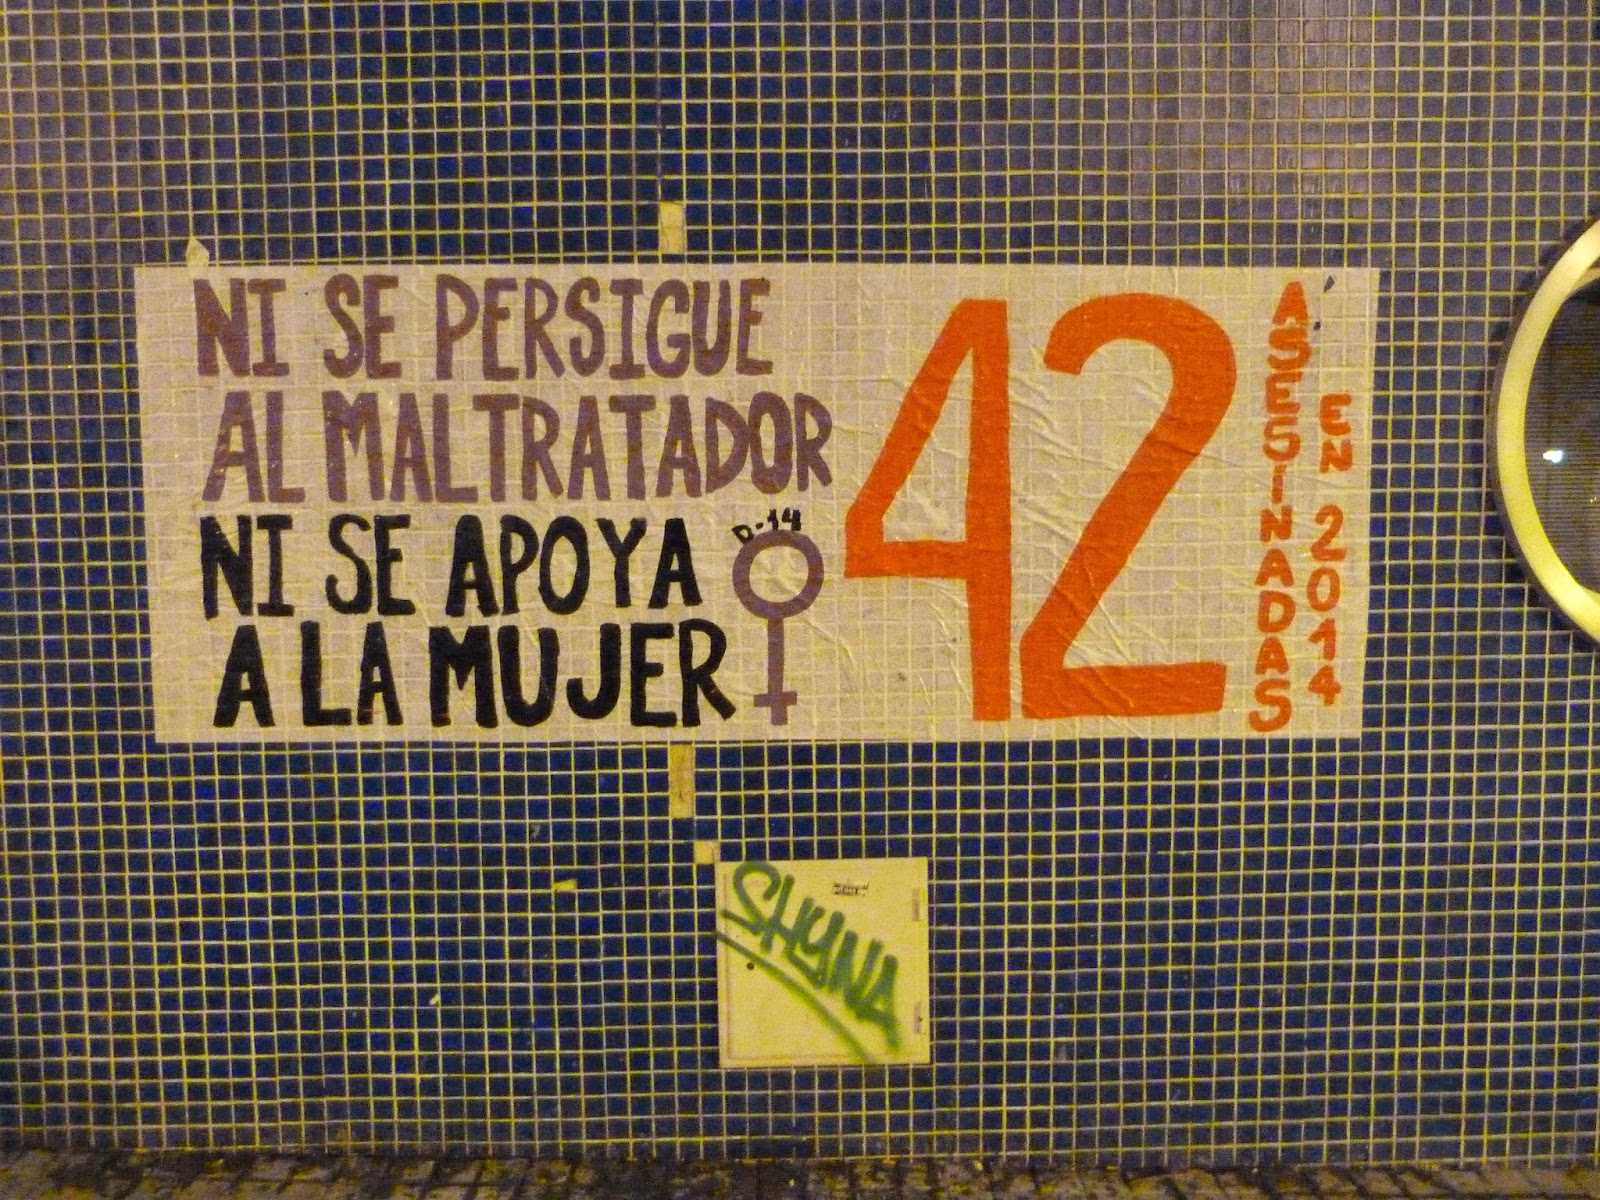 NI SE PERSIGUE
AL MALTRATADOR
NI SE APOYA
A LA MUJER
D-14
42
ASESINADAS
EN 2014
SHYNA